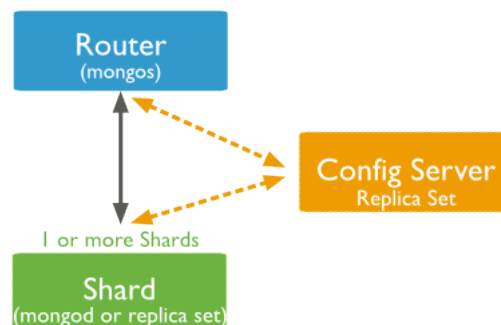 Router
(mongos)
Config Server
Replica Set
1 or more Shards
Shard
(mongod or replica set)